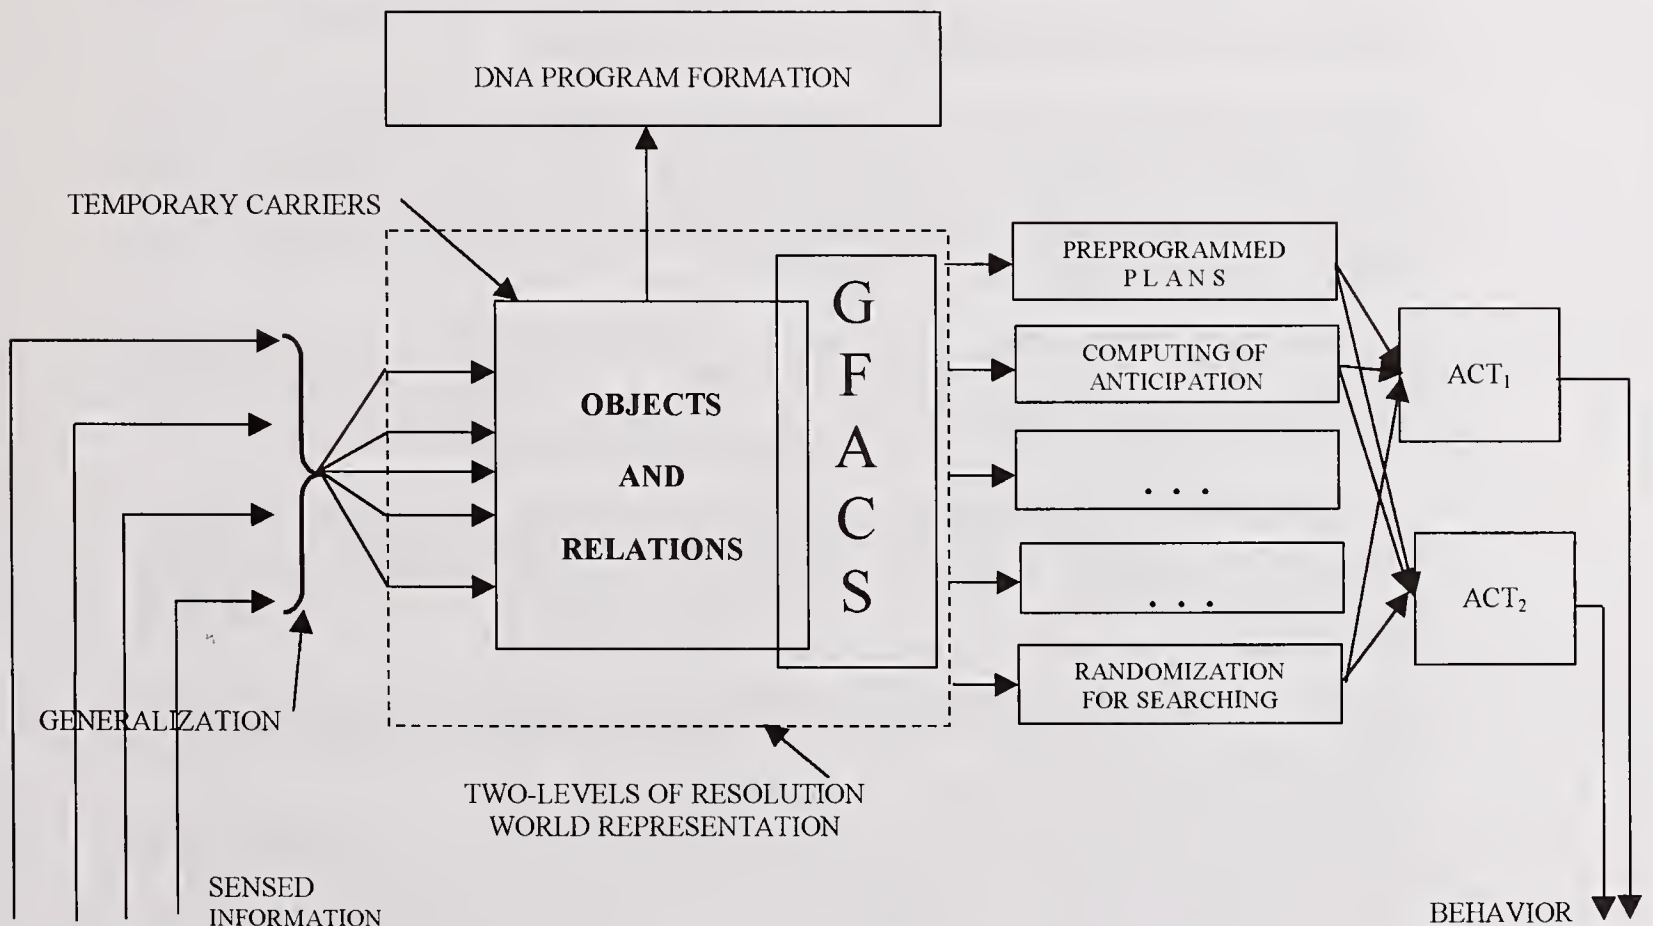 DNA PROGRAM FORMATION
TEMPORARY CARRIERS
GENERALIZATION
SENSED
INFORMATION
OBJECTS
AND
RELATIONS
G
F
A
C
S
TWO-LEVELS OF RESOLUTION
WORLD REPRESENTATION
PREPROGRAMMED
P L A N S
COMPUTING OF
ANTICIPATION
. . .
. . .
RANDOMIZATION
FOR SEARCHING
ACT₁
ACT₂
BEHAVIOR